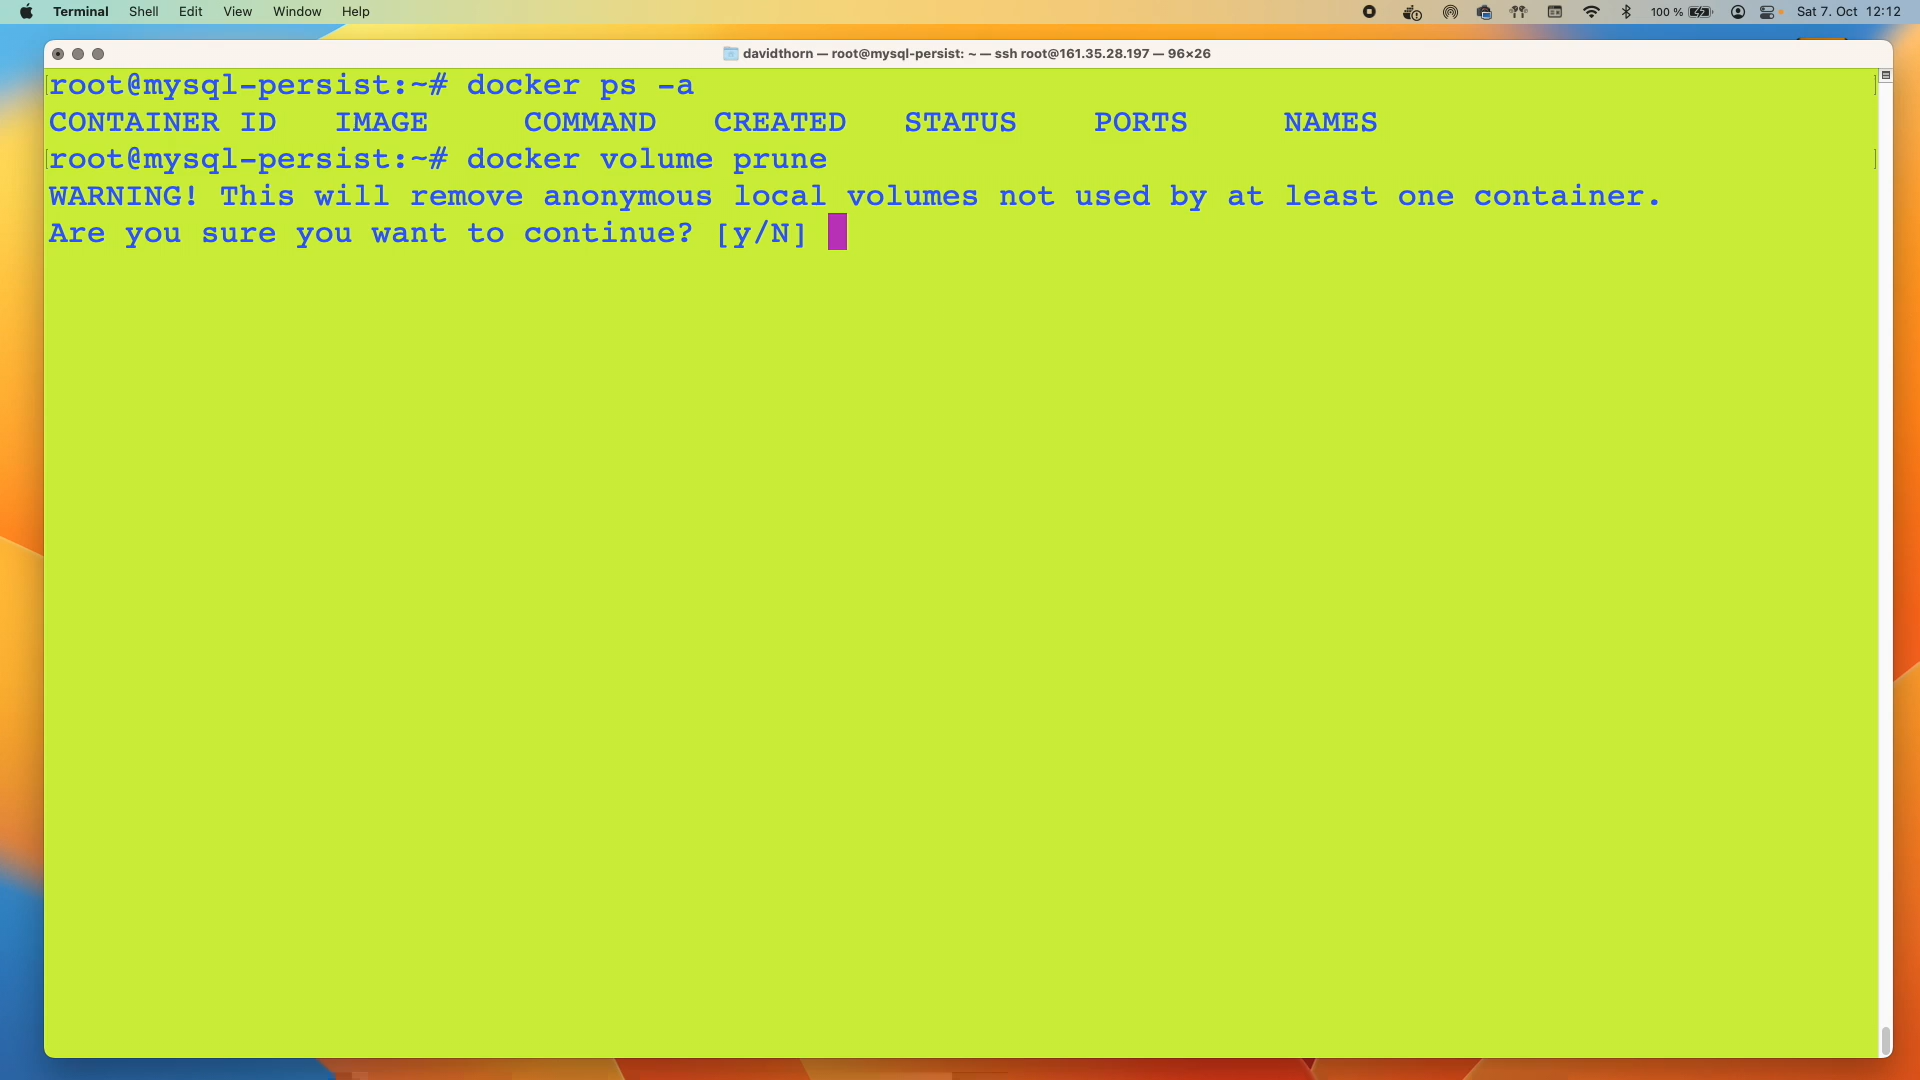 Terminal Shell Edit View Window Help 100 % Sat 7. Oct 12:12
davidthorn — root@mysql-persist: ~ — ssh root@161.35.28.197 — 96×26
root@mysql-persist:~# docker ps -a
CONTAINER ID IMAGE COMMAND CREATED STATUS PORTS NAMES
root@mysql-persist:~# docker volume prune
WARNING! This will remove anonymous local volumes not used by at least one container.
Are you sure you want to continue? [y/N]